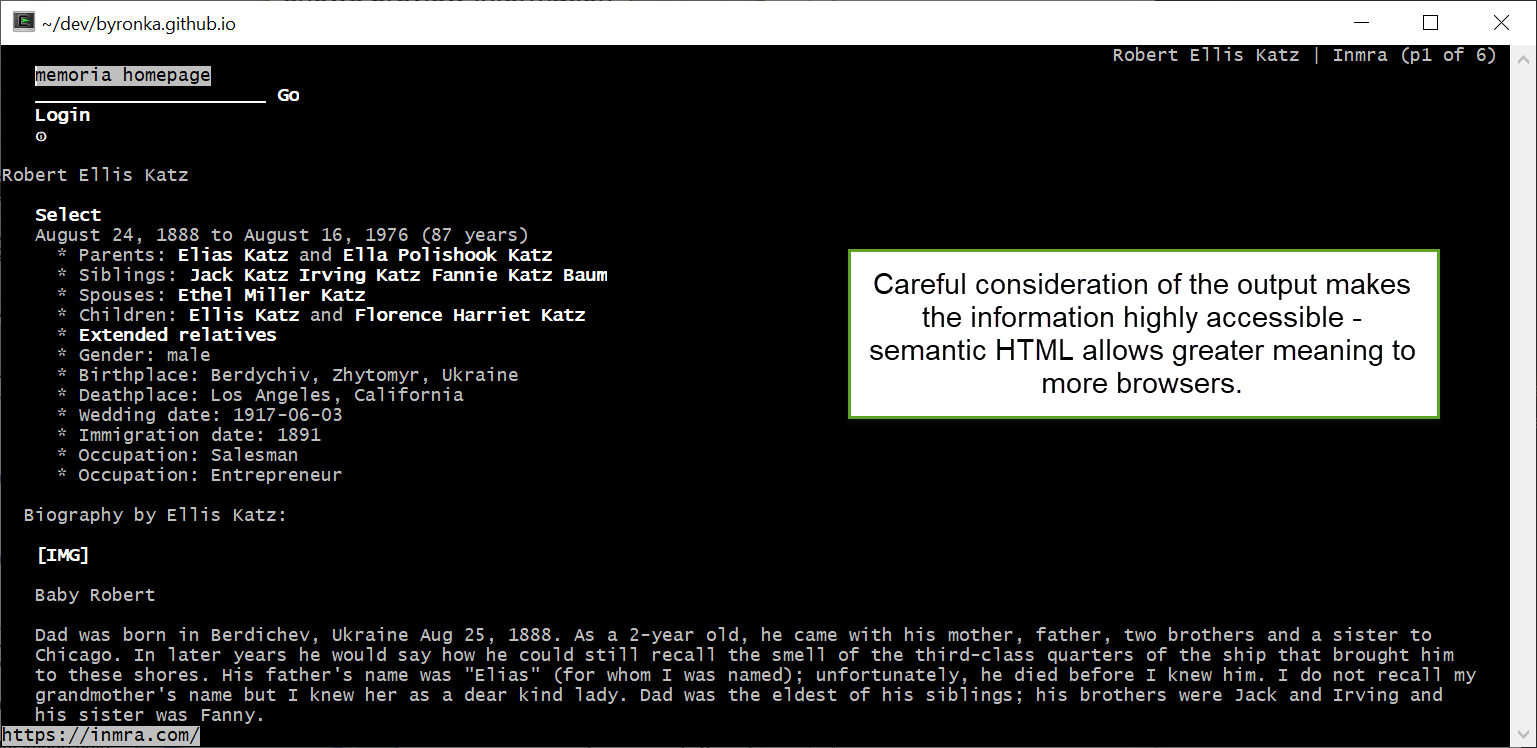 ~/dev/byronka.github.io
Robert Ellis Katz | Inmra (p1 of 6)
memoria homepage
Go
Login
Robert Ellis Katz
Select
August 24, 1888 to August 16, 1976 (87 years)
* Parents: Elias Katz and Ella Polishook Katz
* Siblings: Jack Katz Irving Katz Fannie Katz Baum
* Spouses: Ethel Miller Katz
* Children: Ellis Katz and Florence Harriet Katz
* Extended relatives
* Gender: male
* Birthplace: Berdychiv, Zhytomyr, Ukraine
* Deathplace: Los Angeles, California
* Wedding date: 1917-06-03
* Immigration date: 1891
* Occupation: Salesman
* Occupation: Entrepreneur
Careful consideration of the output makes
the information highly accessible -
semantic HTML allows greater meaning to
more browsers.
Biography by Ellis Katz:
[IMG]
Baby Robert
Dad was born in Berdichev, Ukraine Aug 25, 1888. As a 2-year old, he came with his mother, father, two brothers and a sister to
Chicago. In later years he would say how he could still recall the smell of the third-class quarters of the ship that brought him
to these shores. His father's name was "Elias" (for whom I was named); unfortunately, he died before I knew him. I do not recall my
grandmother's name but I knew her as a dear kind lady. Dad was the eldest of his siblings; his brothers were Jack and Irving and
his sister was Fanny.
https://inmra.com/